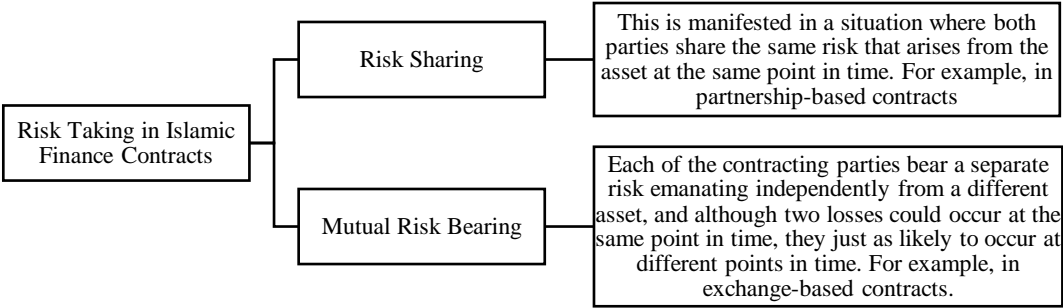 Risk Taking in Islamic
Finance Contracts
Risk Sharing
This is manifested in a situation where both
parties share the same risk that arises from the
asset at the same point in time. For example, in
partnership-based contracts
Mutual Risk Bearing
Each of the contracting parties bear a separate
risk emanating independently from a different
asset, and although two losses could occur at the
same point in time, they just as likely to occur at
different points in time. For example, in
exchange-based contracts.